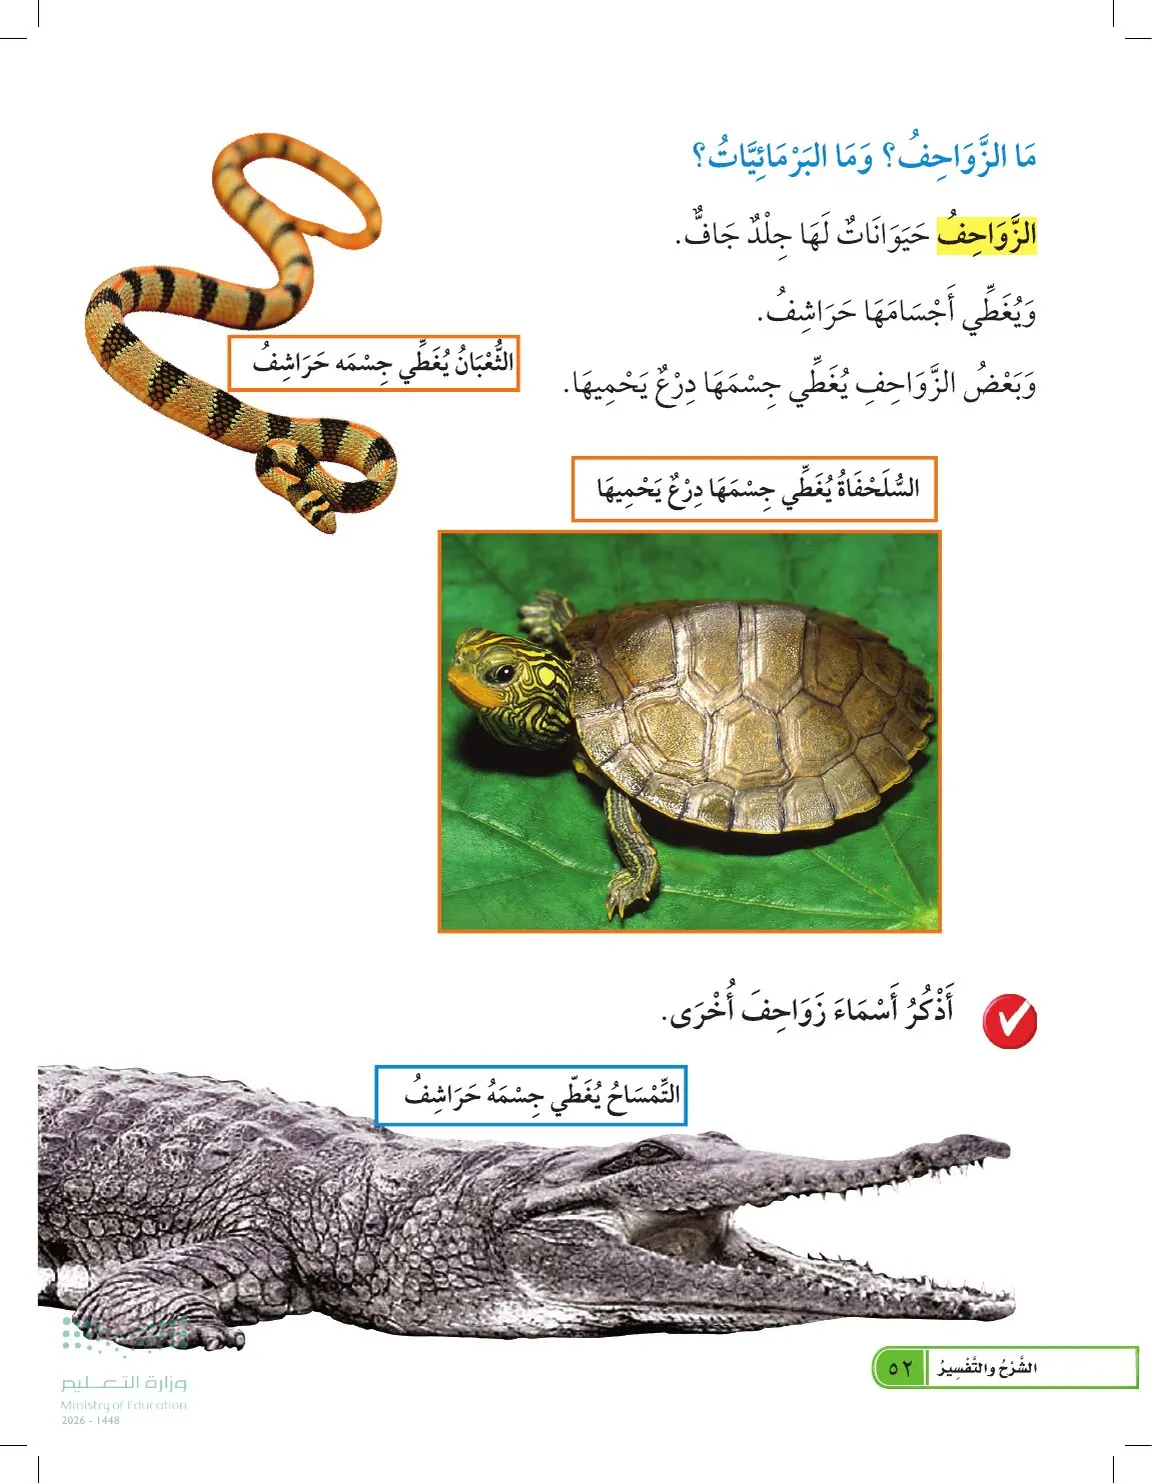 مَا الزَّوَاحِفُ؟ وَمَا البَرْمَائِيَّاتُ؟
الزَّوَاحِفُ حَيَوَانَاتٌ لَهَا جِلْدٌ جَافٌّ.
وَيُغَطِّي أَجْسَامَهَا حَرَاشِفُ.
الثُّعْبَانُ يُغَطِّي جِسْمَه حَرَاشِفُ
وَبَعْضُ الزَّوَاحِفِ يُغَطِّي جِسْمَهَا دِرْعٌ يَحْمِيهَا.
السُّلَحْفَاةُ يُغَطِّي جِسْمَهَا دِرْعٌ يَحْمِيهَا
أَذْكُرُ أَسْمَاءَ زَوَاحِفَ أُخْرَى.
التِّمْسَاحُ يُغَطّي جِسْمَهُ حَرَاشِفُ
الشَّرْحُ والتَّفْسِيرُ ٥٢
وزارة التعليم
Ministry of Education
2026 - 1448